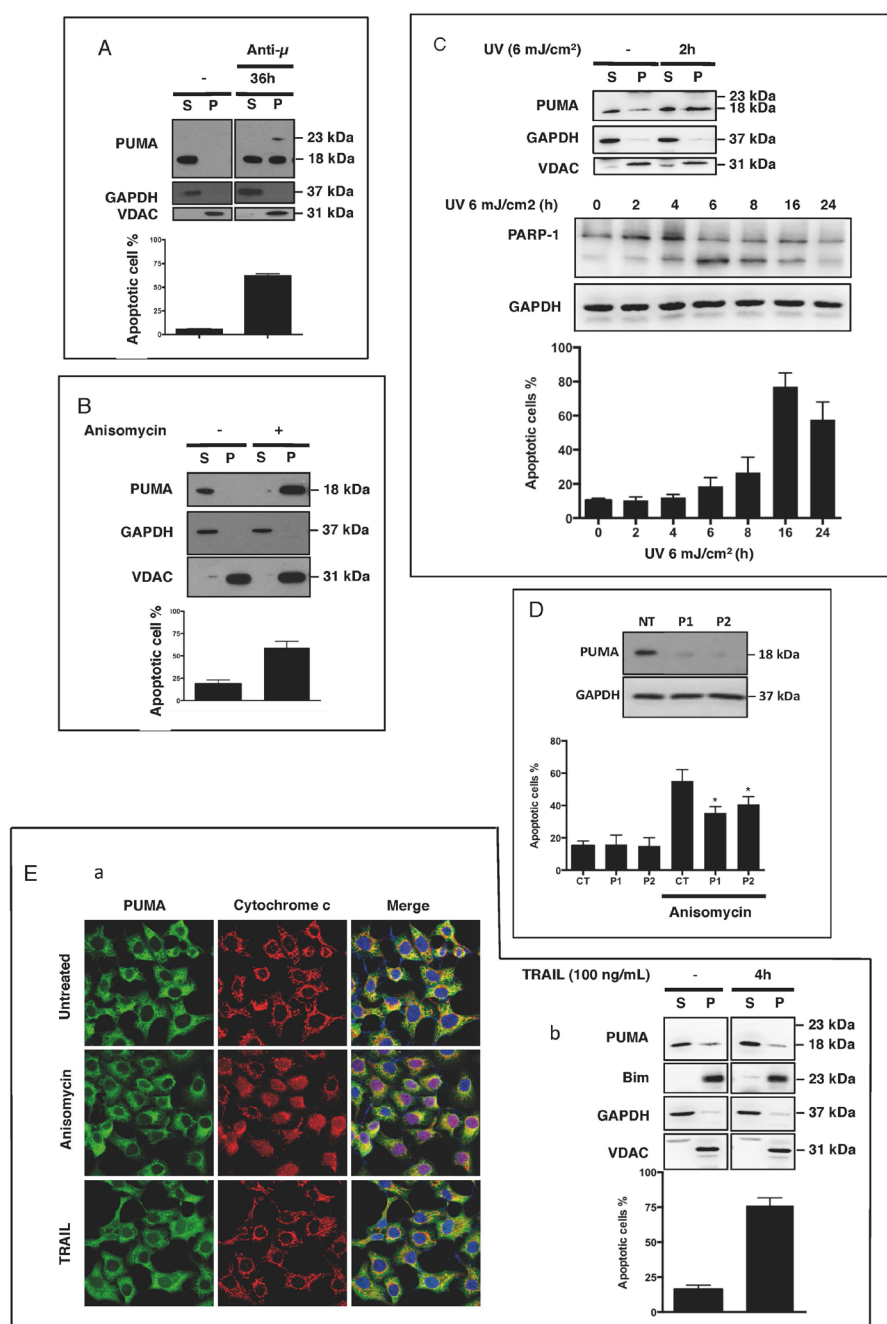 A
Anti-μ
- 36h
S P S P
PUMA
23 kDa
18 kDa
GAPDH 37 kDa
VDAC 31 kDa
Apoptotic cell %
100
75
50
25
0
B
Anisomycin - +
S P S P
PUMA 18 kDa
GAPDH 37 kDa
VDAC 31 kDa
Apoptotic cell %
100
75
50
25
0
C
UV (6 mJ/cm²) - 2h
S P S P
PUMA
23 kDa
18 kDa
GAPDH 37 kDa
VDAC 31 kDa
UV 6 mJ/cm2 (h) 0 2 4 6 8 16 24
PARP-1
GAPDH
Apoptotic cells %
100
80
60
40
20
0
0 2 4 6 8 16 24
UV 6 mJ/cm² (h)
D
NT P1 P2
PUMA 18 kDa
GAPDH 37 kDa
Apoptotic cells %
80
60
40
20
0
* *
CT P1 P2 CT P1 P2
Anisomycin
E a
PUMA Cytochrome c Merge
Untreated
Anisomycin
TRAIL
TRAIL (100 ng/mL) - 4h
b
S P S P
PUMA
23 kDa
18 kDa
Bim 23 kDa
GAPDH 37 kDa
VDAC 31 kDa
Apoptotic cells %
100
75
50
25
0